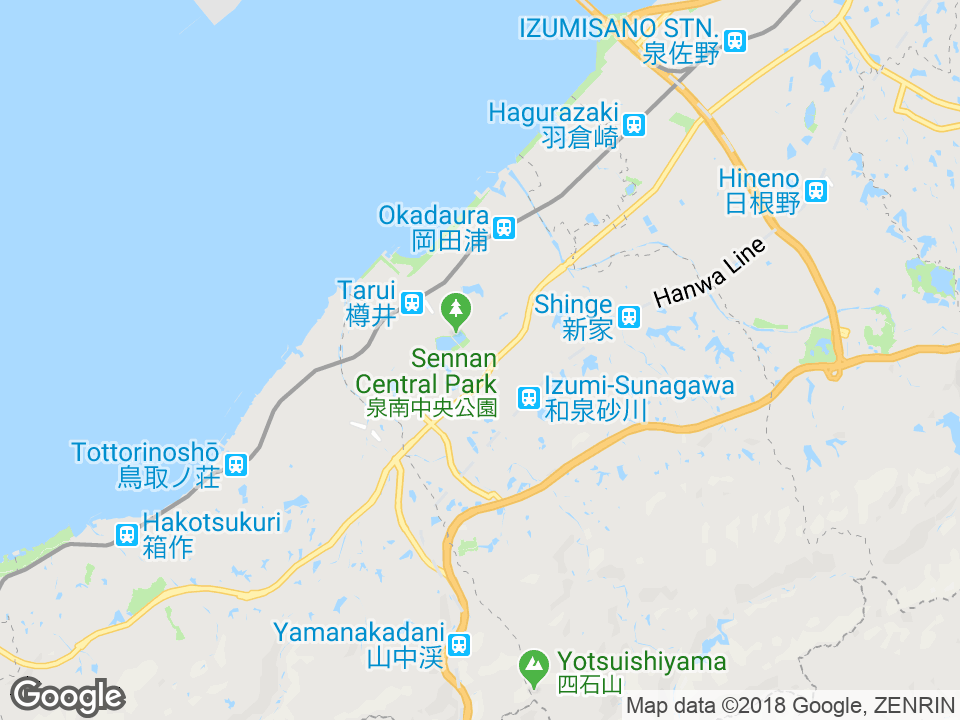 IZUMISANO STN.
泉佐野
Hagurazaki
羽倉崎
Hineno
日根野
Okadaura
岡田浦
Hanwa Line
Tarui
樽井
Shinge
新家
Sennan
Central Park
泉南中央公園
Izumi-Sunagawa
和泉砂川
Tottorinoshō
鳥取ノ荘
Hakotsukuri
箱作
Yamanakadani
山中渓
Yotsuishiyama
四石山
Google
Map data ©2018 Google, ZENRIN